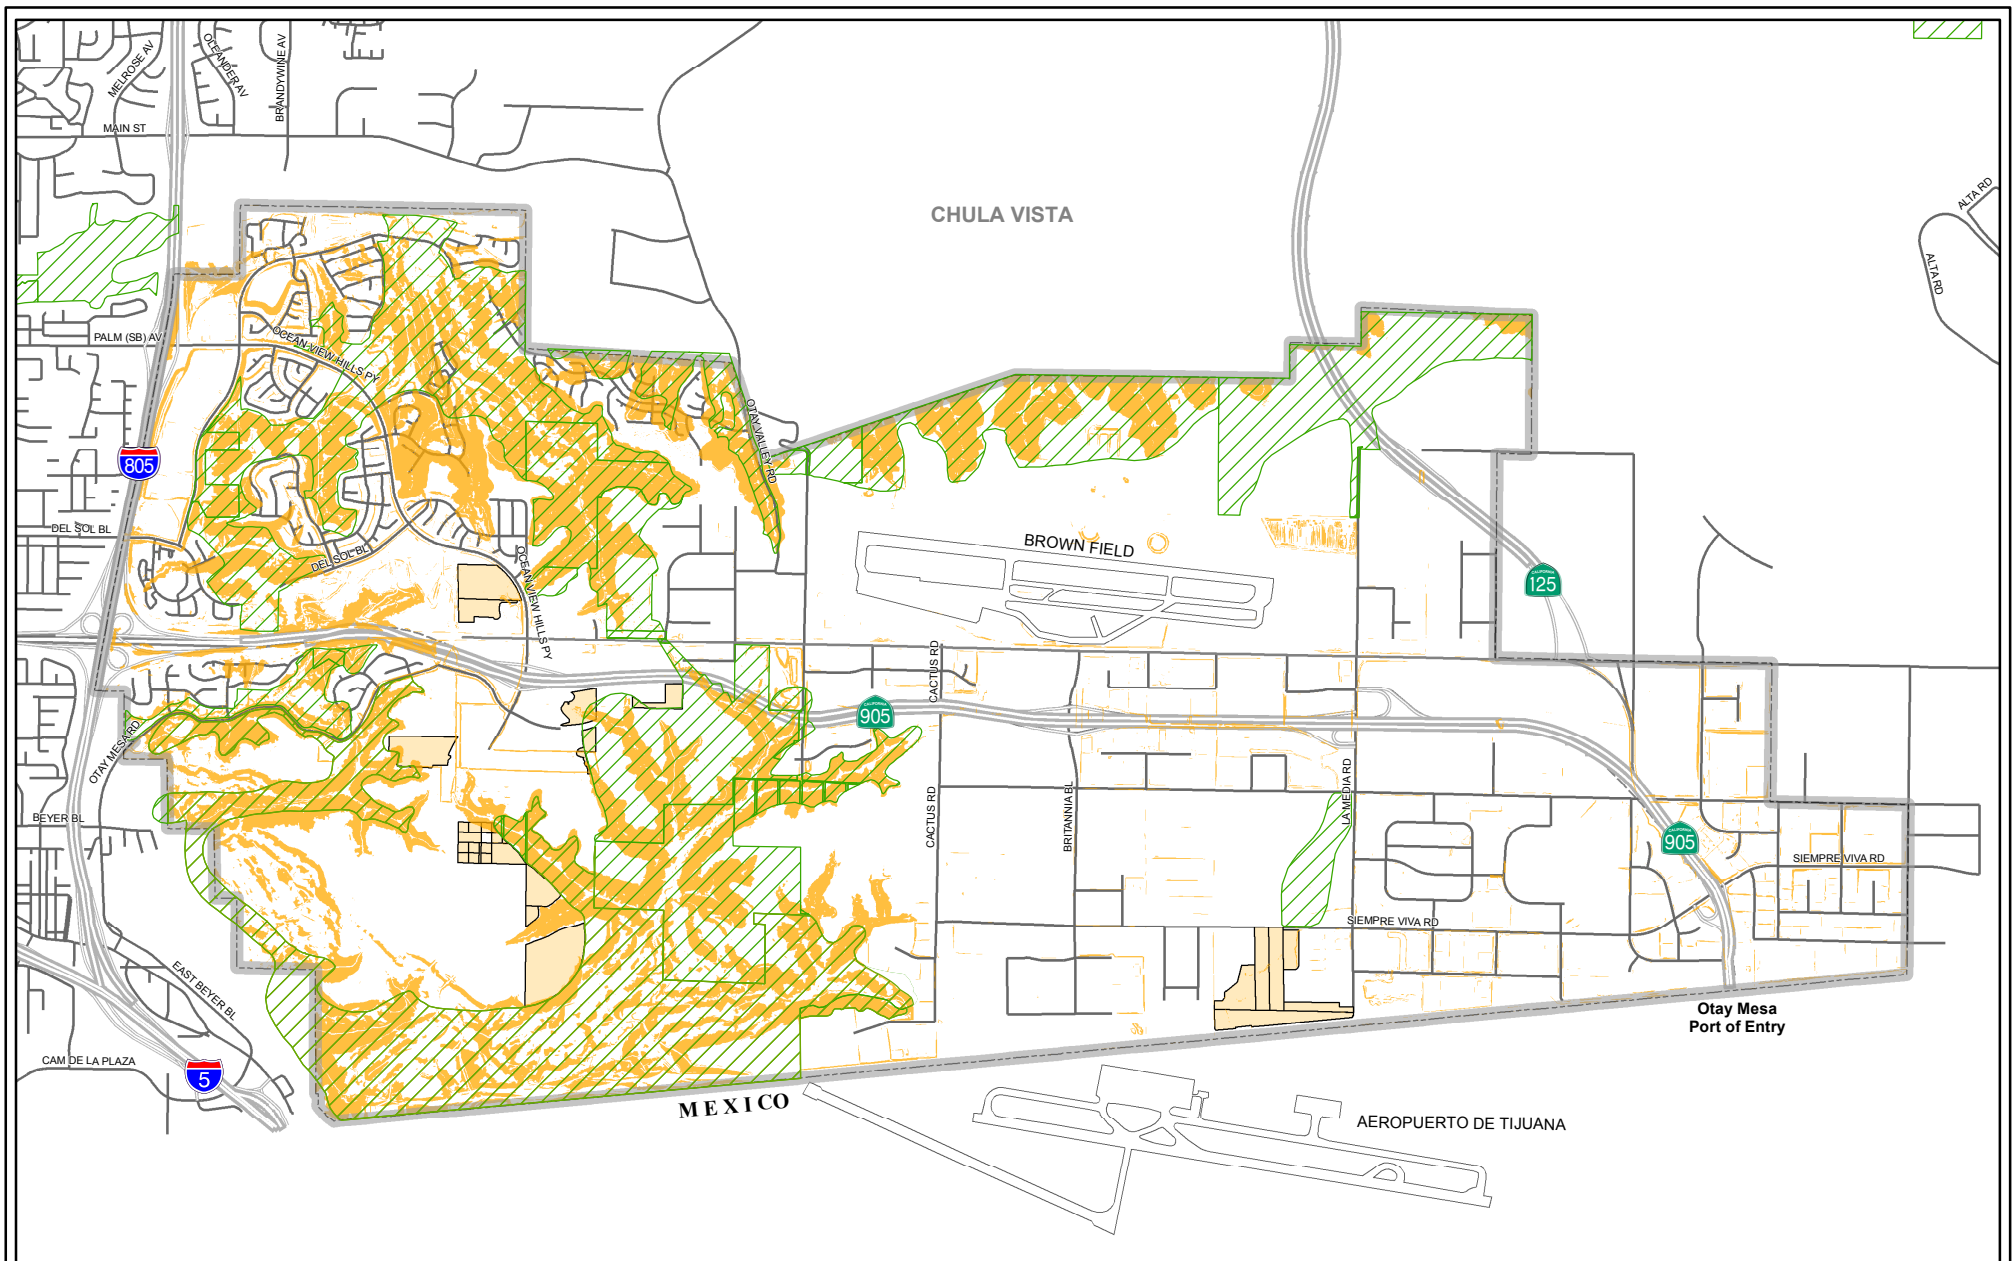 MELROSE AV
OLEANDER AV
BRANDYWINE AV
MAIN ST
CHULA VISTA
ALTA RD
ALTA RD
PALM (SB) AV
OCEAN VIEW HILLS PY
OTAY VALLEY RD
805
DEL SOL BL
DEL SOL BL
OCEAN VIEW HILLS PY
BROWN FIELD
CALIFORNIA
125
CACTUS RD
CALIFORNIA
905
OTAY MESA RD
BEYER BL
CACTUS RD
BRITANNIA BL
LA MEDIA RD
CALIFORNIA
905
SIEMPRE VIVA RD
SIEMPRE VIVA RD
EAST BEYER BL
Otay Mesa
Port of Entry
CAM DE LA PLAZA
5
MEXICO
AEROPUERTO DE TIJUANA